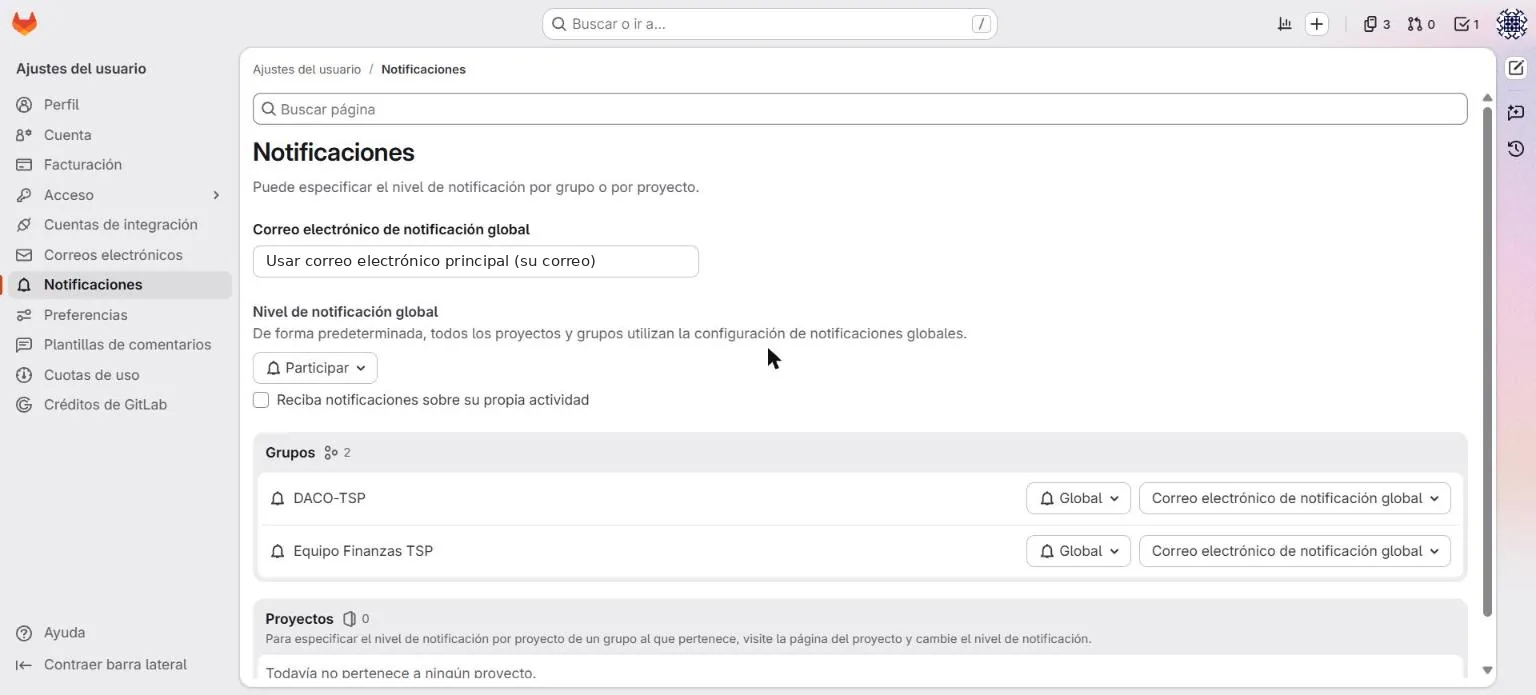 Buscar o ir a...
/
3
0
1
Ajustes del usuario
Perfil
Cuenta
Facturación
Acceso
Cuentas de integración
Correos electrónicos
Notificaciones
Preferencias
Plantillas de comentarios
Cuotas de uso
Créditos de GitLab
Ayuda
Contraer barra lateral
Ajustes del usuario / Notificaciones
Buscar página
Notificaciones
Puede especificar el nivel de notificación por grupo o por proyecto.
Correo electrónico de notificación global
Usar correo electrónico principal (su correo)
Nivel de notificación global
De forma predeterminada, todos los proyectos y grupos utilizan la configuración de notificaciones globales.
Participar
Reciba notificaciones sobre su propia actividad
Grupos 2
DACO-TSP Global Correo electrónico de notificación global
Equipo Finanzas TSP Global Correo electrónico de notificación global
Proyectos 0
Para especificar el nivel de notificación por proyecto de un grupo al que pertenece, visite la página del proyecto y cambie el nivel de notificación.
Todavía no pertenece a ningún proyecto.